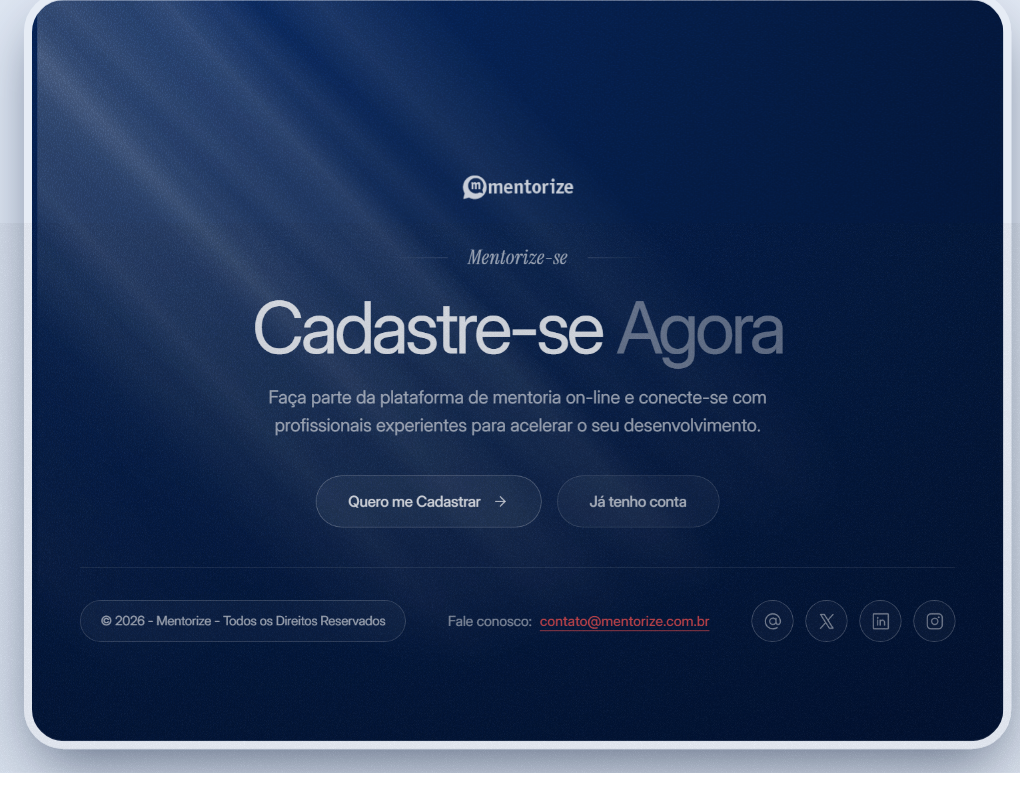 mmentorize
Mentorize-se
Cadastre-se Agora
Faça parte da plataforma de mentoria on-line e conecte-se com
profissionais experientes para acelerar o seu desenvolvimento.
Quero me Cadastrar →
Já tenho conta
© 2026 - Mentorize - Todos os Direitos Reservados
Fale conosco: contato@mentorize.com.br